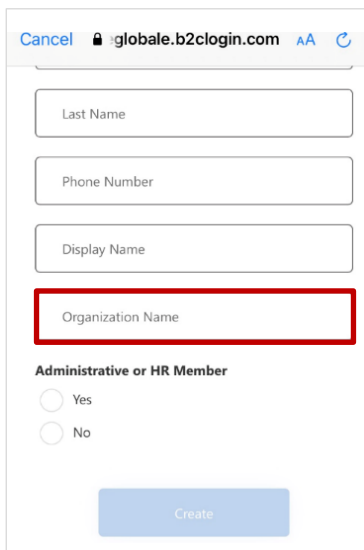 Cancel globale.b2clogin.com AA
Last Name
Phone Number
Display Name
Organization Name
Administrative or HR Member
Yes
No
Create